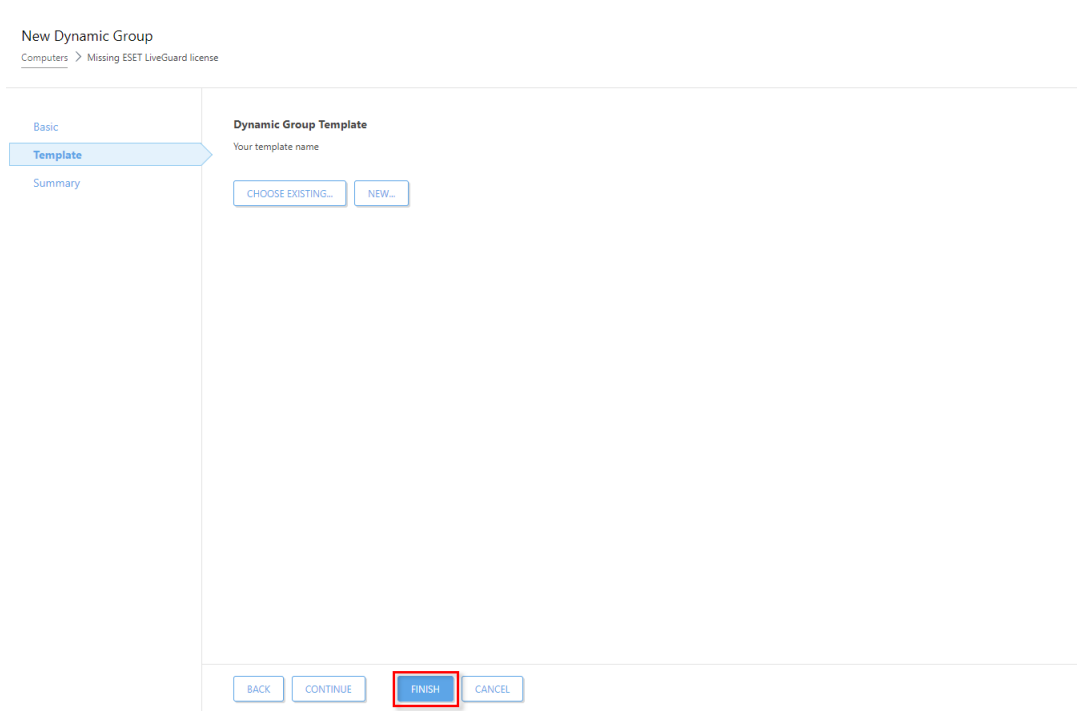 New Dynamic Group
Computers > Missing ESET LiveGuard license
Basic
Template
Summary
Dynamic Group Template
Your template name
CHOOSE EXISTING... NEW...
BACK CONTINUE FINISH CANCEL